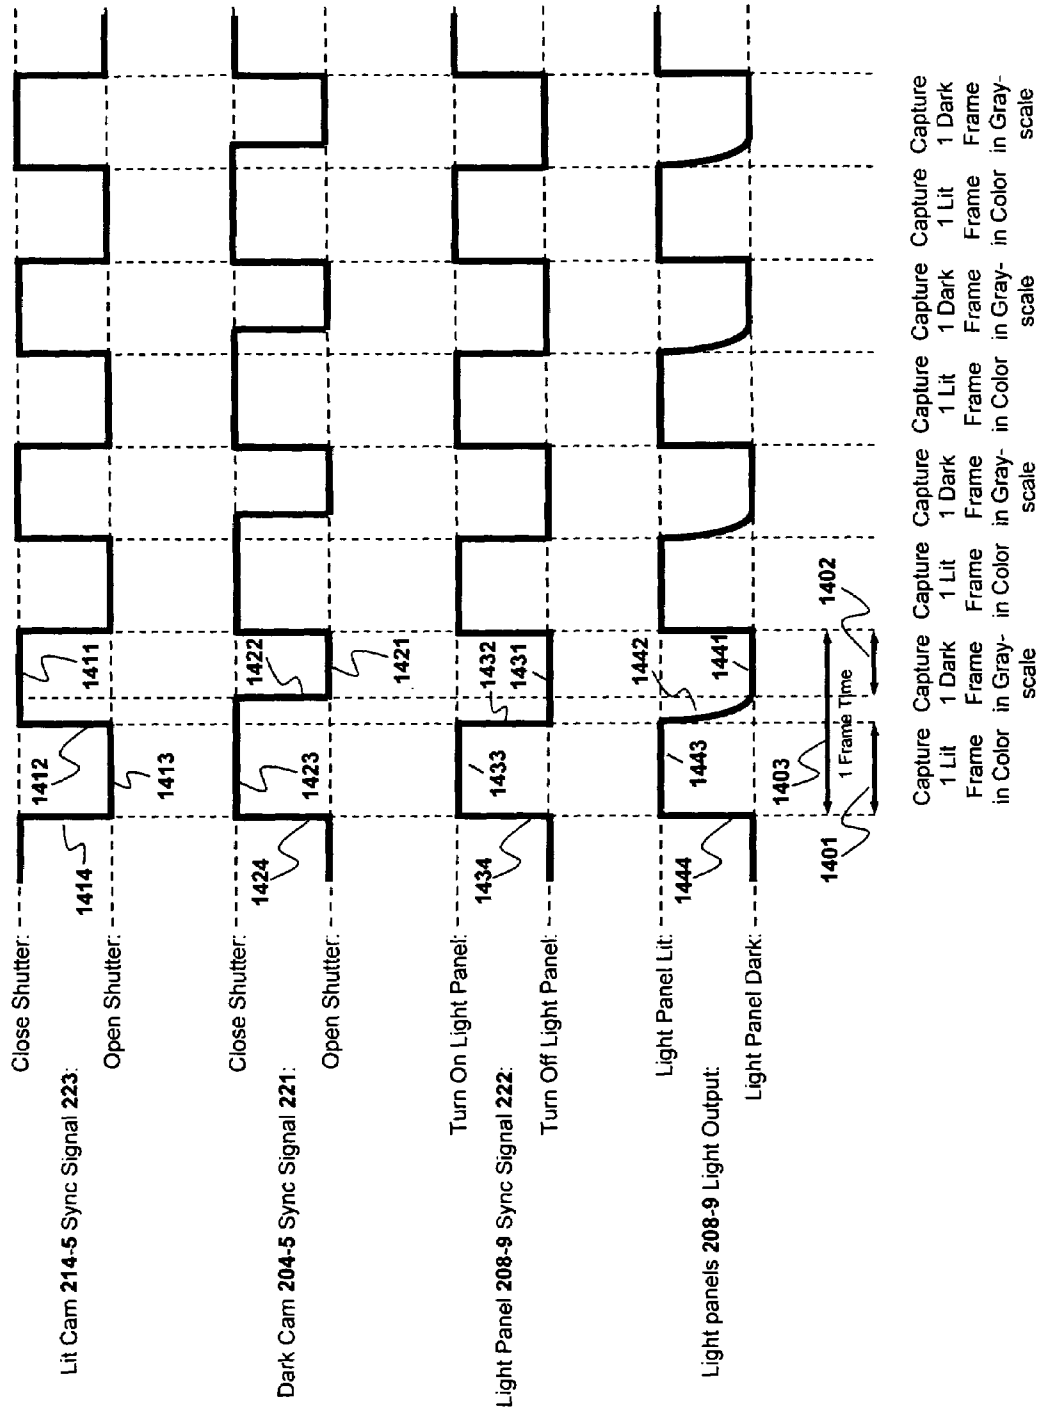 Close Shutter:
Lit Cam 214-5 Sync Signal 223:
Open Shutter:
1414
1412
1413
1411
Close Shutter:
Dark Cam 204-5 Sync Signal 221:
Open Shutter:
1424
1423
1422
1421
Turn On Light Panel:
Light Panel 208-9 Sync Signal 222:
Turn Off Light Panel:
1434
1433
1432
1431
Light Panel Lit:
Light panels 208-9 Light Output:
Light Panel Dark:
1444
1443
1442
1441
1403
1 Frame Time
1401
1402
Capture
1 Lit
Frame
in Color
Capture
1 Dark
Frame
in Gray-
scale
Capture
1 Lit
Frame
in Color
Capture
1 Dark
Frame
in Gray-
scale
Capture
1 Lit
Frame
in Color
Capture
1 Dark
Frame
in Gray-
scale
Capture
1 Lit
Frame
in Color
Capture
1 Dark
Frame
in Gray-
scale